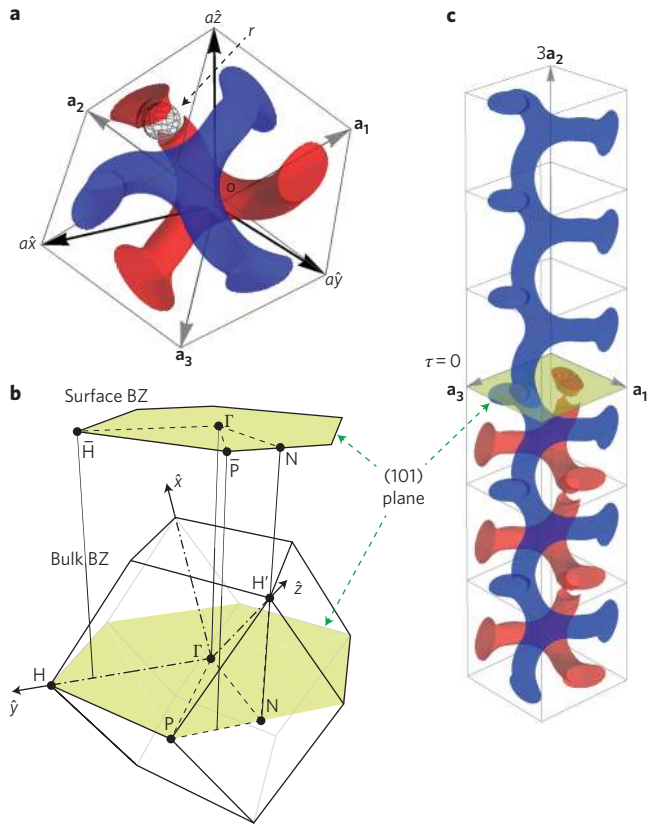 a
aẑ
r
a₂
a₁
o
ax̂
aŷ
a₃
b
Surface BZ
Γ̄
H̄
P̄
N
x̂
Bulk BZ
H′
ẑ
Γ
H
ŷ
N
P
(101)
plane
c
3a₂
τ = 0
a₃
a₁